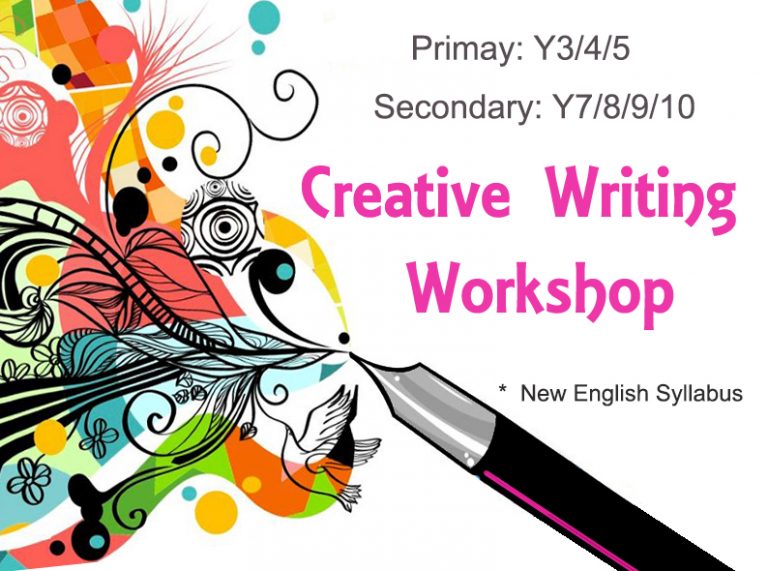 Primay: Y3/4/5
Secondary: Y7/8/9/10
Creative Writing
Workshop
* New English Syllabus